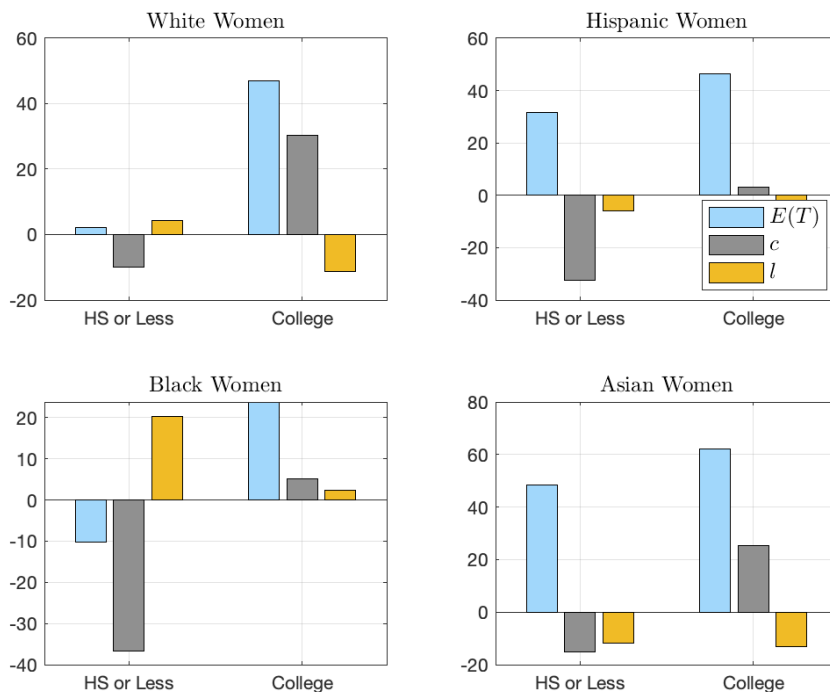 White Women
60
40
20
0
-20
HS or Less
College
Hispanic Women
60
40
20
0
-20
-40
HS or Less
College
E(T)
c
l
Black Women
20
10
0
-10
-20
-30
-40
HS or Less
College
Asian Women
80
60
40
20
0
-20
HS or Less
College